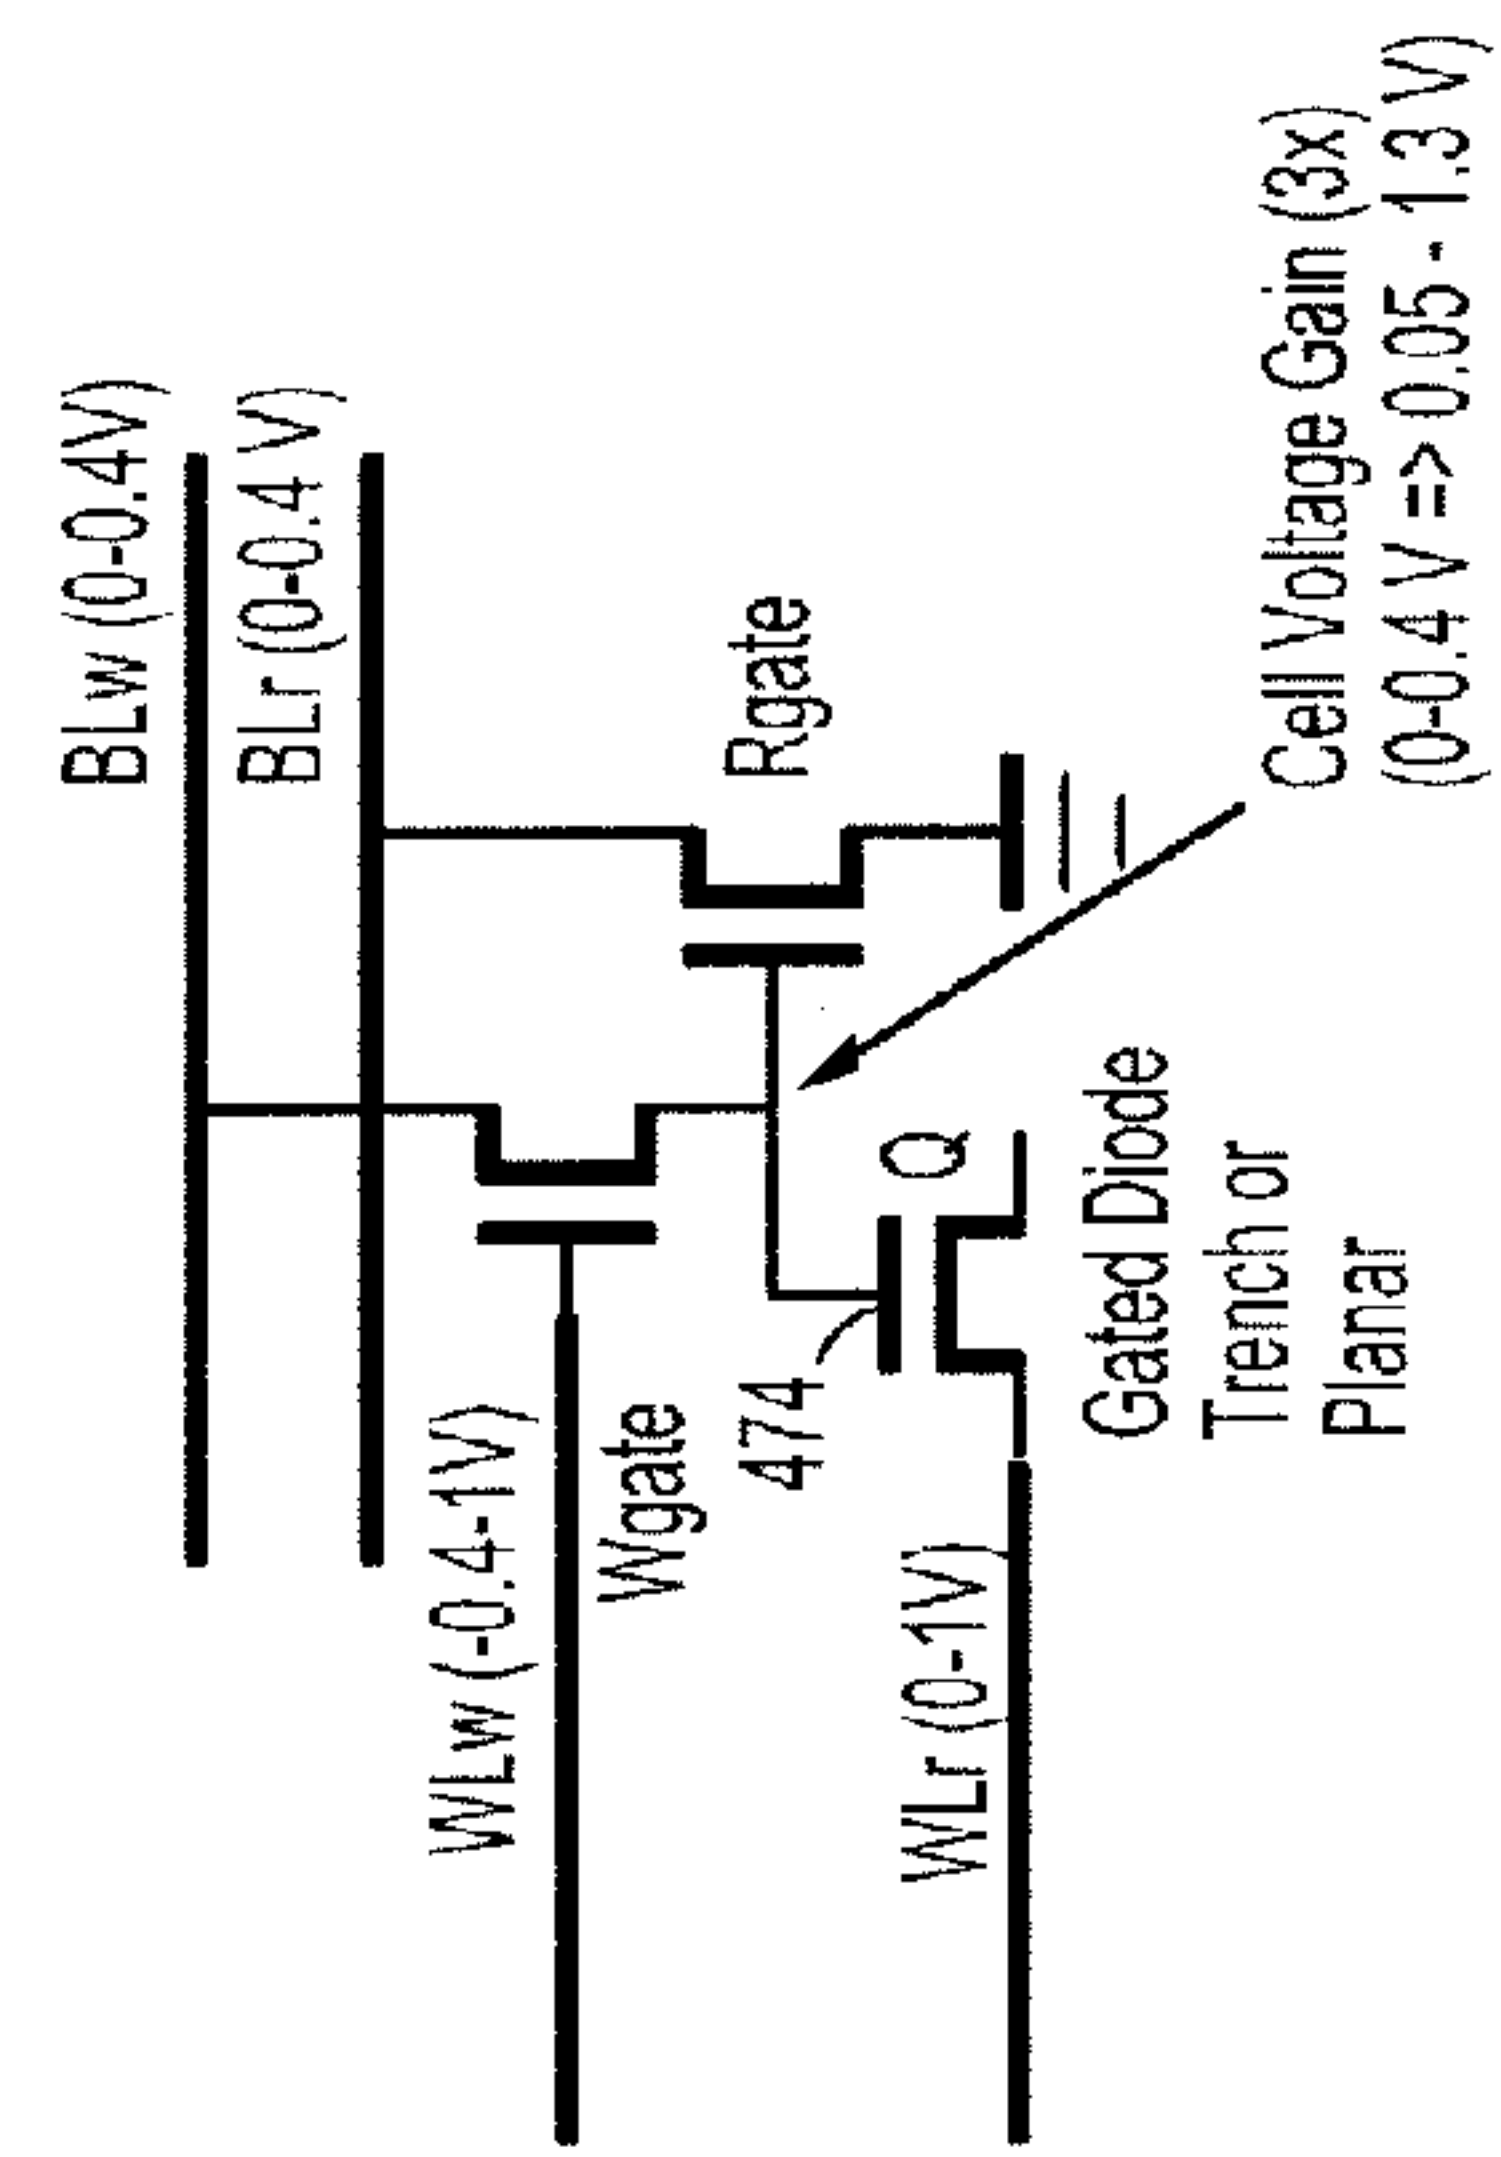 BLw (0-0.4V)
BLr (0-0.4 V)
WLw (-0.4-1V)
Wgate
Rgate
474
Q
WLr (0-1V)
Gated Diode
Trench or
Planar
Cell Voltage Gain (3x)
(0-0.4 V => 0.05 - 1.3 V)